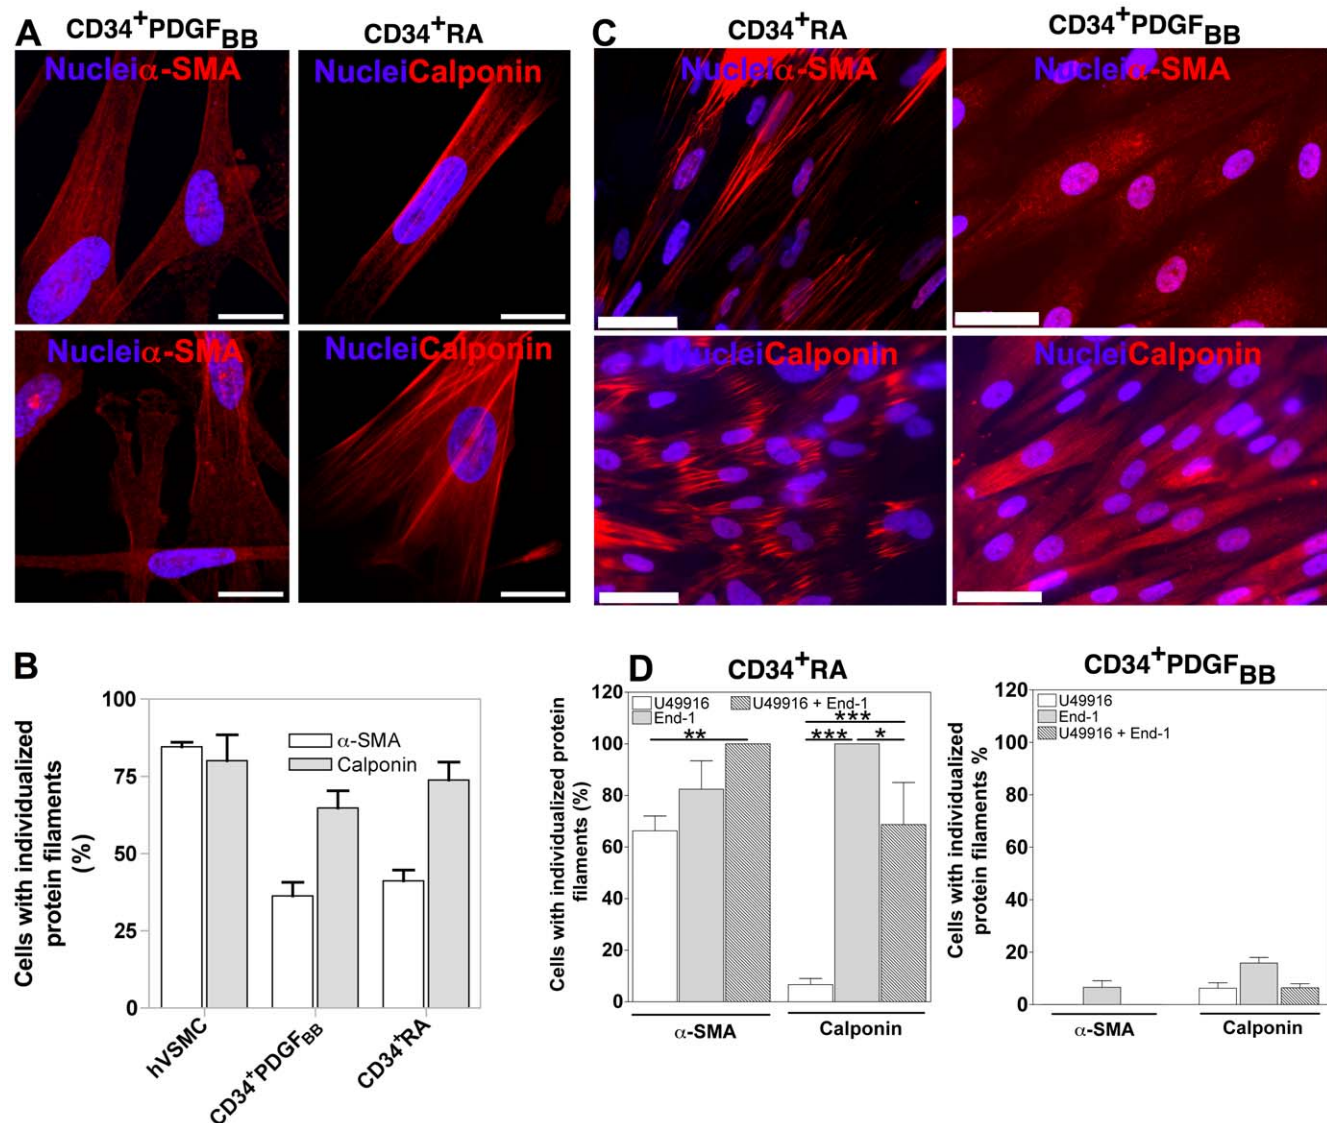 A
CD34+PDGFBB
CD34+RA
Nucleiα-SMA
NucleiCalponin
Nucleiα-SMA
NucleiCalponin
C
CD34+RA
CD34+PDGFBB
Nucleiα-SMA
Nucleiα-SMA
NucleiCalponin
NucleiCalponin
B
Cells with individualized
protein filaments
(%)
100
75
50
25
0
α-SMA
Calponin
hVSMC
CD34+PDGFBB
CD34+RA
D
CD34+RA
Cells with individualized protein
filaments (%)
120
100
80
60
40
20
0
U49916
End-1
U49916 + End-1
**
***
***
*
α-SMA
Calponin
CD34+PDGFBB
Cells with individualized
protein filaments %
120
100
80
60
40
20
0
U49916
End-1
U49916 + End-1
α-SMA
Calponin